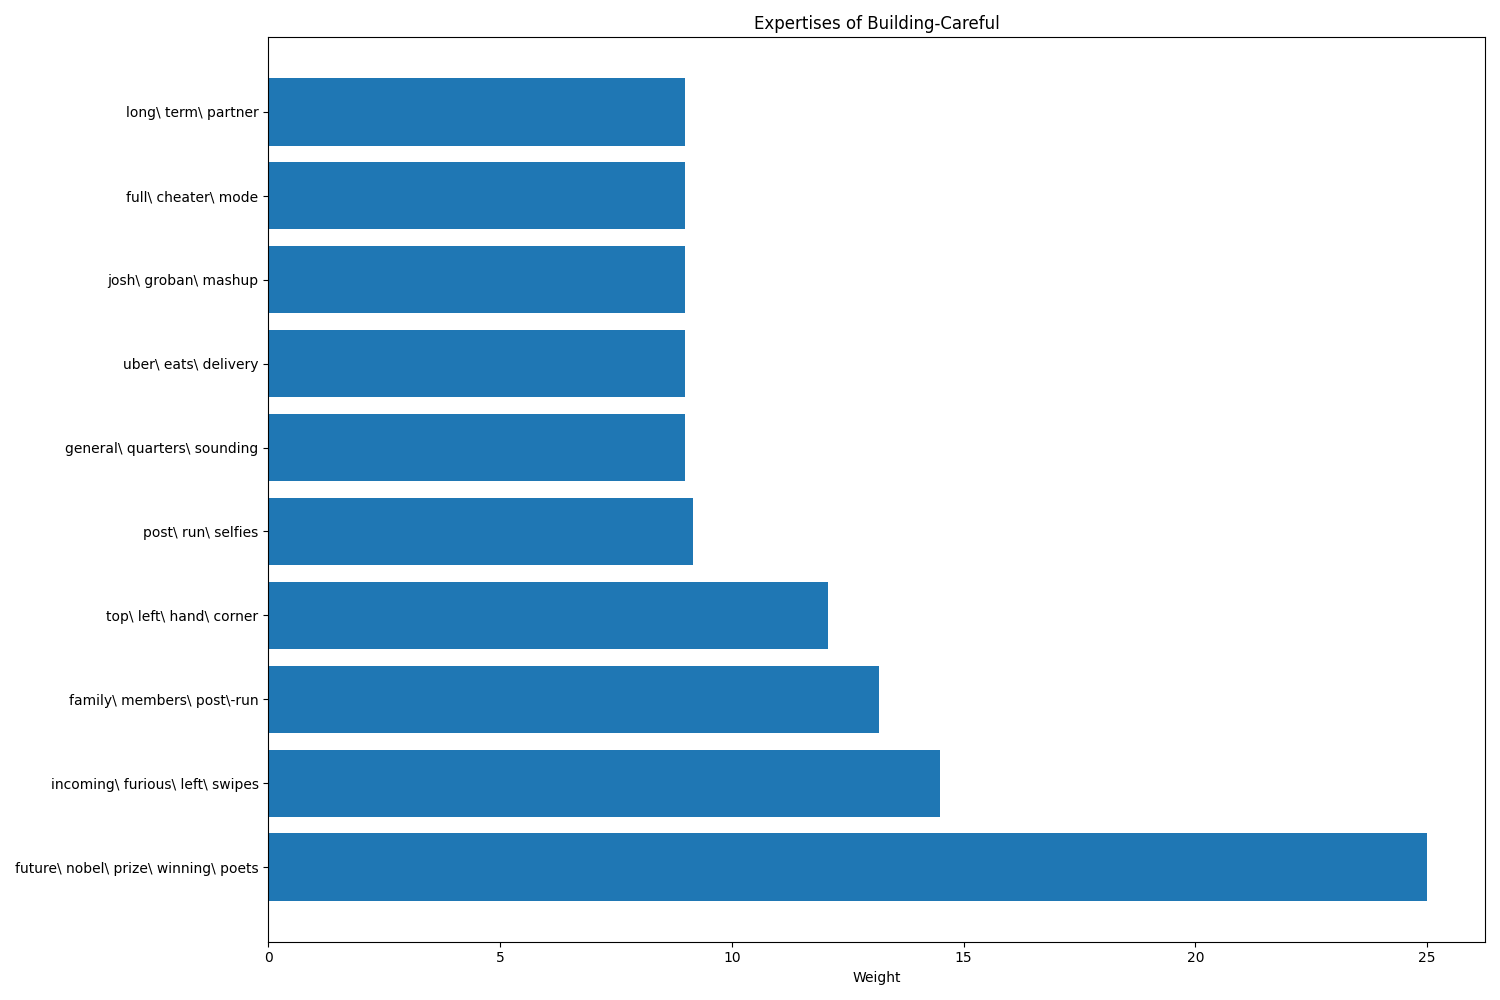 Expertises of Building-Careful
long\ term\ partner
full\ cheater\ mode
josh\ groban\ mashup
uber\ eats\ delivery
general\ quarters\ sounding
post\ run\ selfies
top\ left\ hand\ corner
family\ members\ post\-run
incoming\ furious\ left\ swipes
future\ nobel\ prize\ winning\ poets
0 5 10 15 20 25
Weight